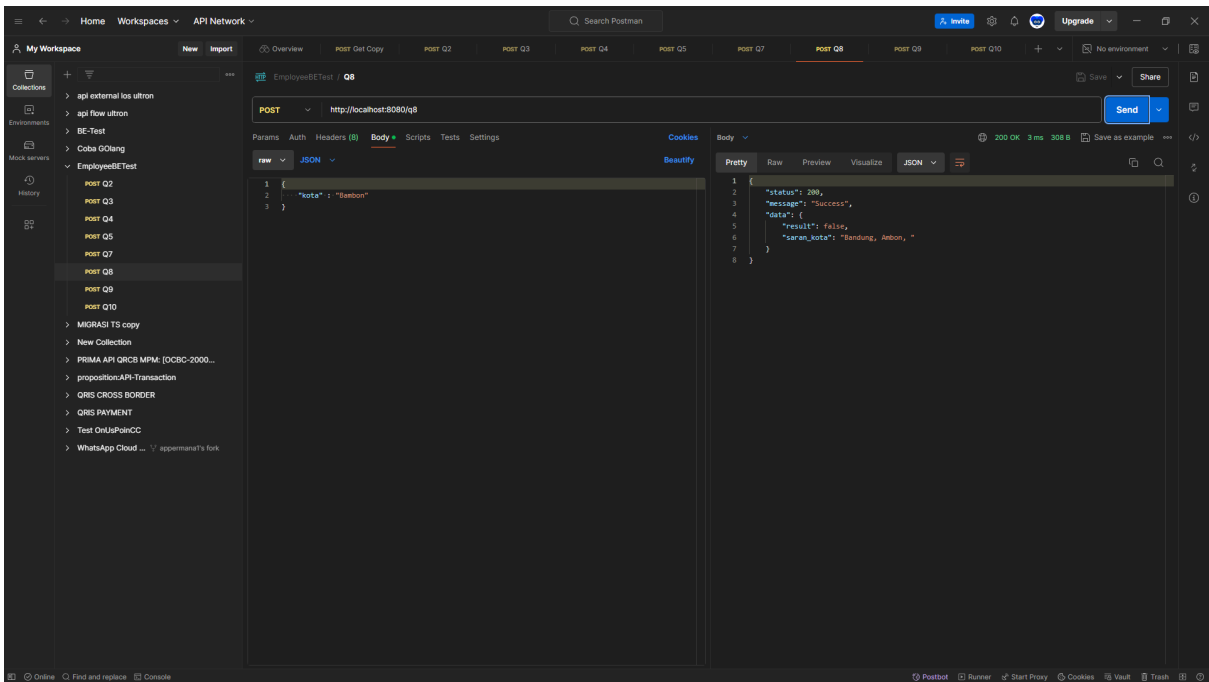 Home Workspaces API Network Search Postman Invite Upgrade
My Workspace New Import Overview POST Get Copy POST Q2 POST Q3 POST Q4 POST Q5 POST Q7 POST Q8 POST Q9 POST Q10 No environment
Collections
Environments
Mock servers
History
api external los ultron
api flow ultron
BE-Test
Coba GOlang
EmployeeBETest
POST Q2
POST Q3
POST Q4
POST Q5
POST Q7
POST Q8
POST Q9
POST Q10
MIGRASI TS copy
New Collection
PRIMA API QRCB MPM: [OCBC-2000...
proposition:API-Transaction
QRIS CROSS BORDER
QRIS PAYMENT
Test OnUsPoinCC
WhatsApp Cloud ... appermana1's fork
HTTP EmployeeBETest / Q8 Save Share
POST http://localhost:8080/q8 Send
Params Auth Headers (8) Body Scripts Tests Settings Cookies
raw JSON Beautify
1 {
2 "kota" : "Bambon"
3 }
Body 200 OK 3 ms 308 B Save as example
Pretty Raw Preview Visualize JSON
1 {
2 "status": 200,
3 "message": "Success",
4 "data": {
5 "result": false,
6 "saran_kota": "Bandung, Ambon, "
7 }
8 }
Online Find and replace Console Postbot Runner Start Proxy Cookies Vault Trash